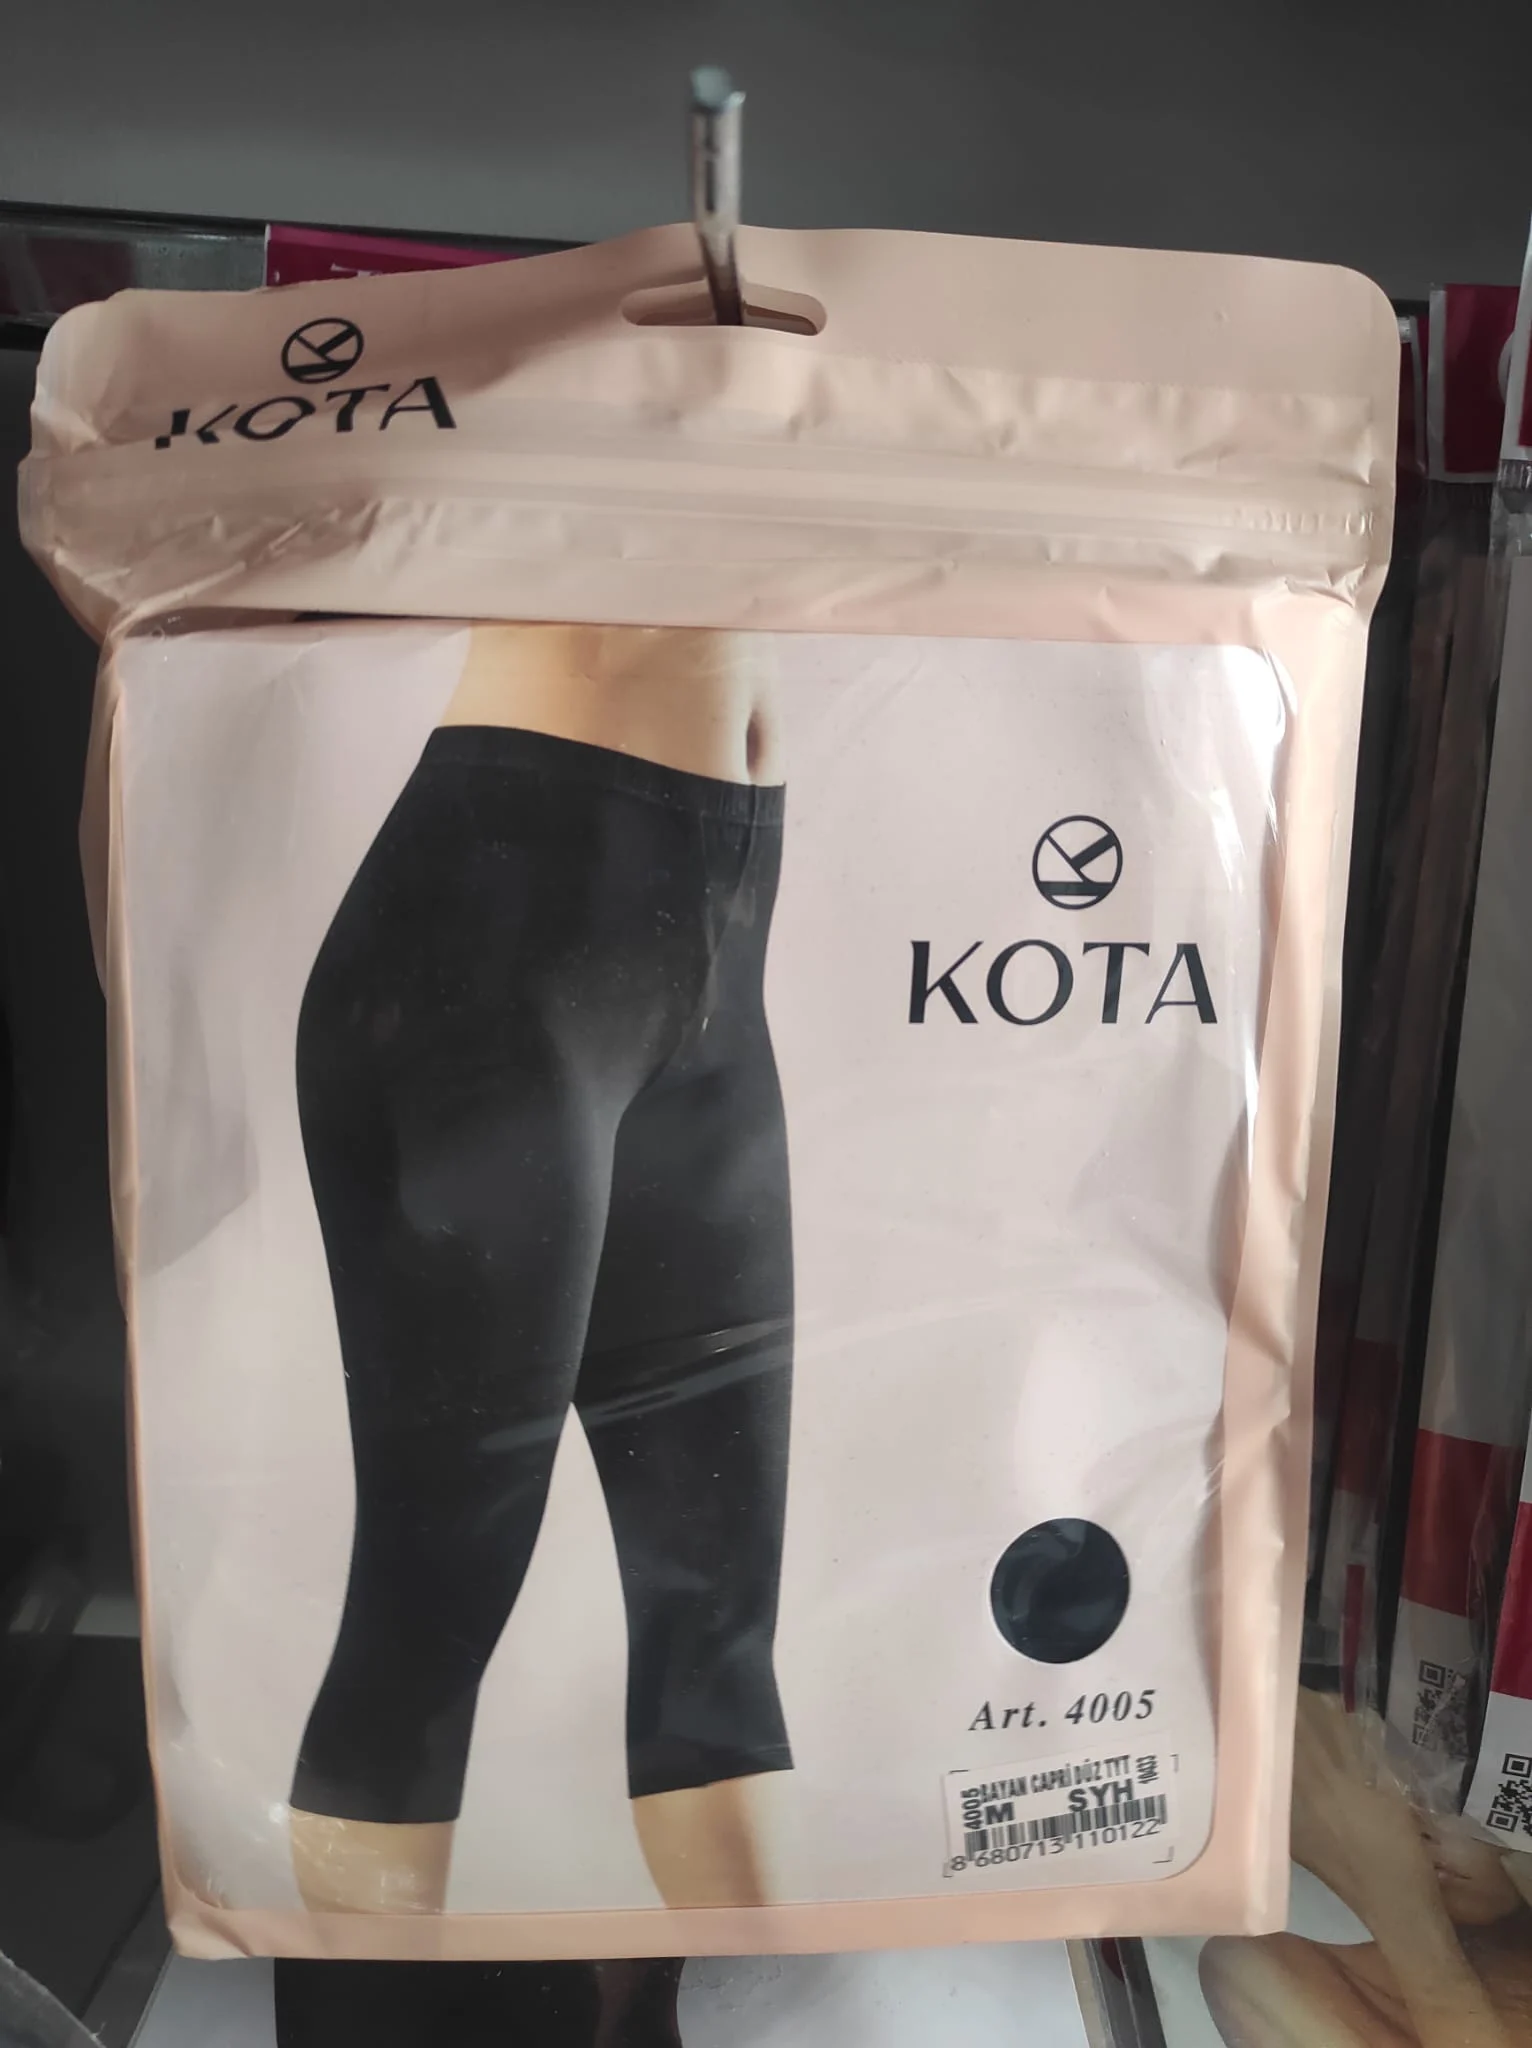 KOTA
KOTA
Art. 4005
4005
BAYAN CAPRİ DÜZ TYT
M SYH
8 680713 110122